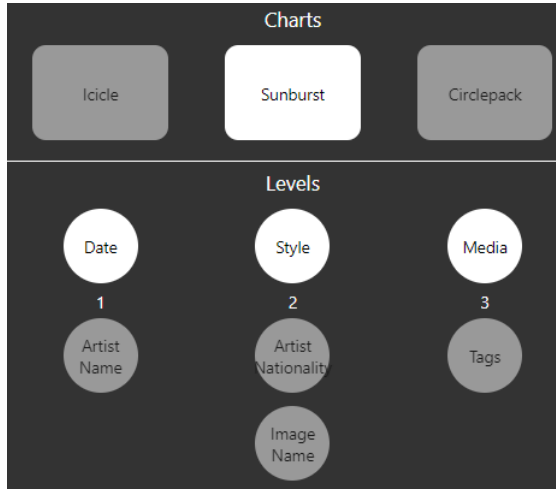 Charts
Icicle Sunburst Circlepack
Levels
Date Style Media
1 2 3
Artist Artist Tags
Name Nationality
Image
Name